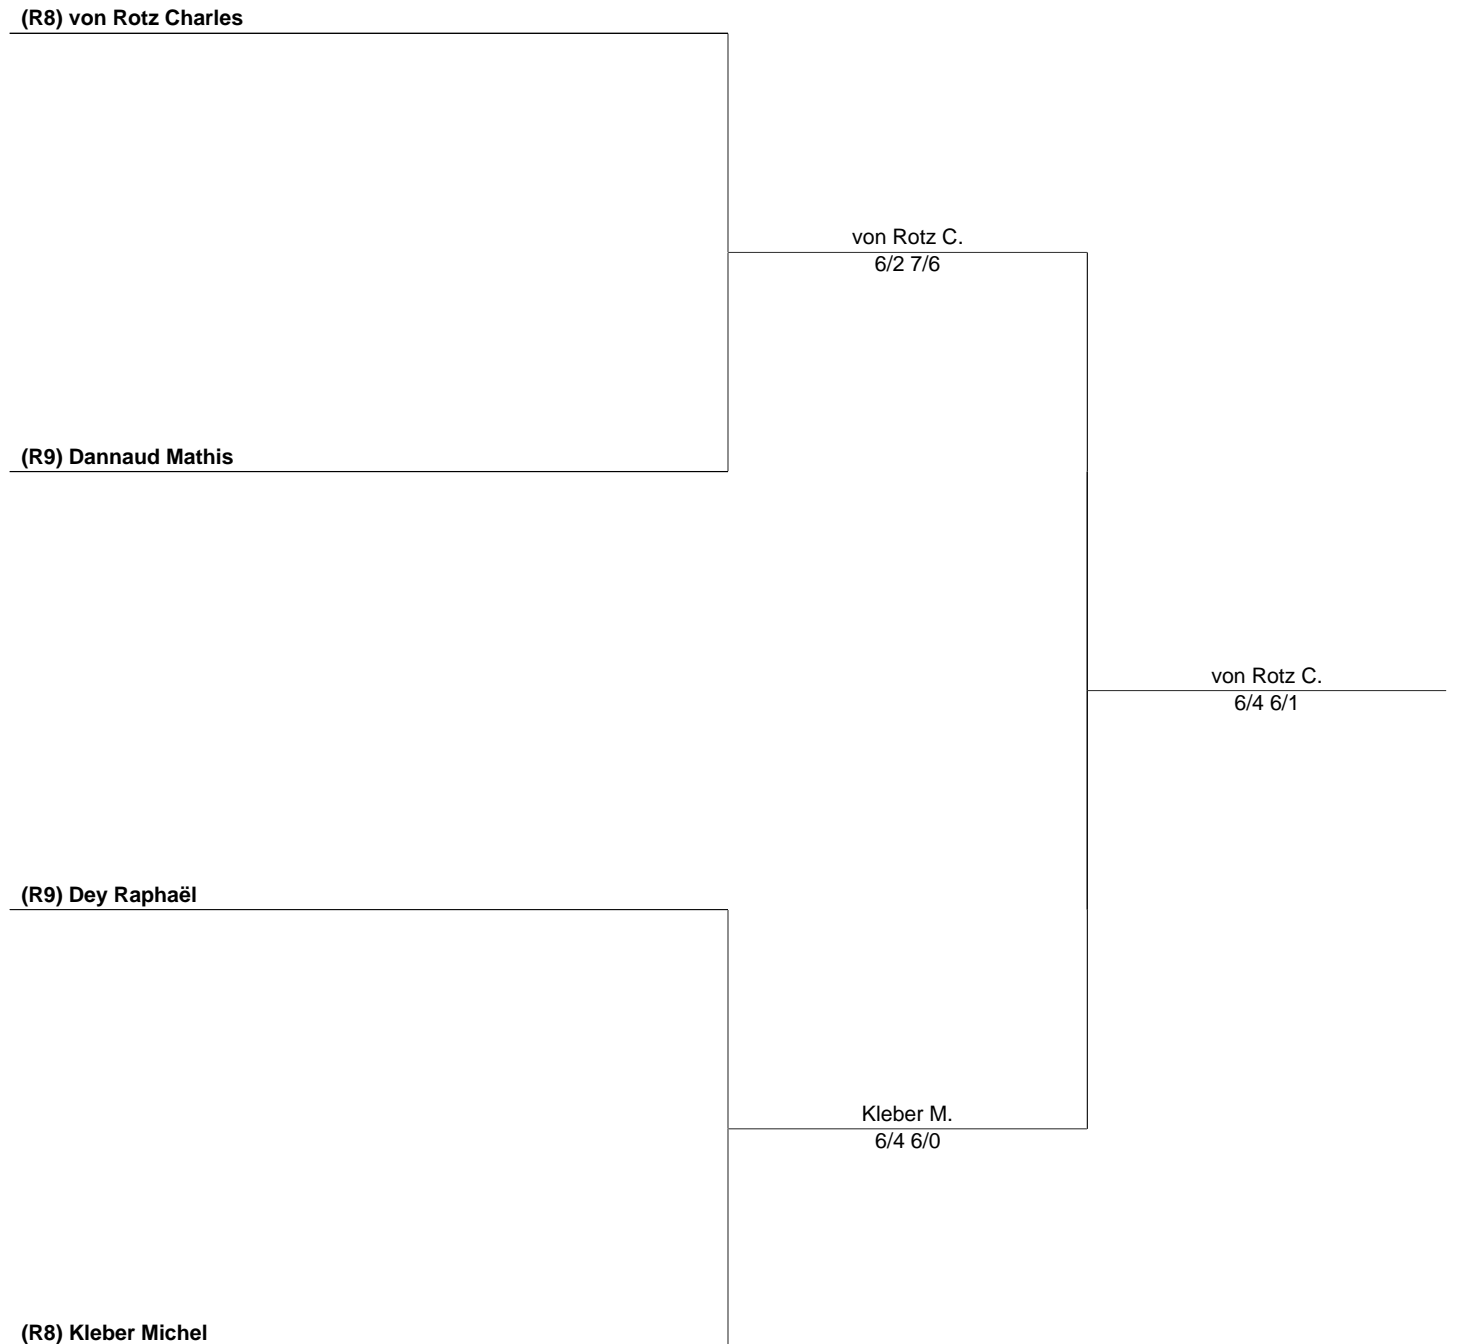 (R8) von Rotz Charles
von Rotz C.
6/2 7/6
(R9) Dannaud Mathis
von Rotz C.
6/4 6/1
(R9) Dey Raphaël
Kleber M.
6/4 6/0
(R8) Kleber Michel